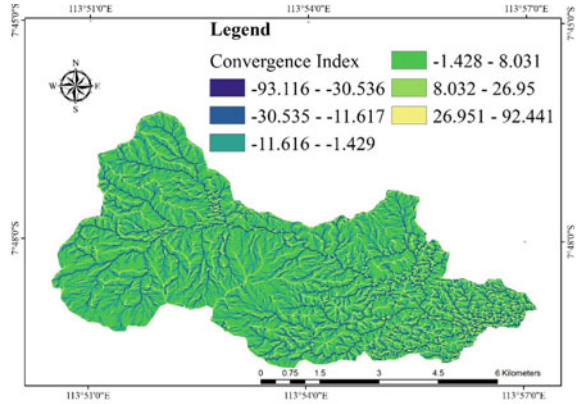 113°51'0"E 113°54'0"E 113°57'0"E
7°45'0"S 7°45'0"S
Legend
Convergence Index
-93.116 - -30.536
-30.535 - -11.617
-11.616 - -1.429
-1.428 - 8.031
8.032 - 26.95
26.951 - 92.441
N
W E
S
7°48'0"S 7°48'0"S
0 0.75 1.5 3 4.5 6 Kilometers
113°51'0"E 113°54'0"E 113°57'0"E